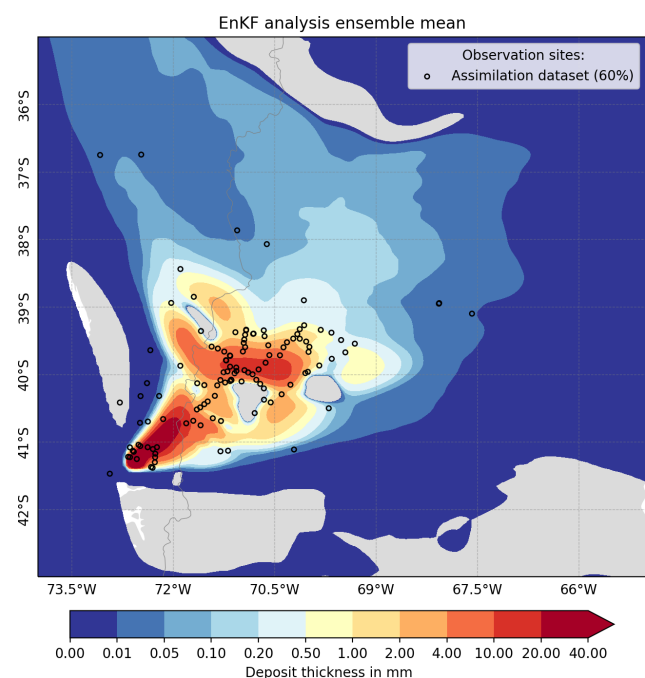 EnKF analysis ensemble mean
Observation sites:
Assimilation dataset (60%)
36°S
37°S
38°S
39°S
40°S
41°S
42°S
73.5°W 72°W 70.5°W 69°W 67.5°W 66°W
0.00 0.01 0.05 0.10 0.20 0.50 1.00 2.00 4.00 10.00 20.00 40.00
Deposit thickness in mm